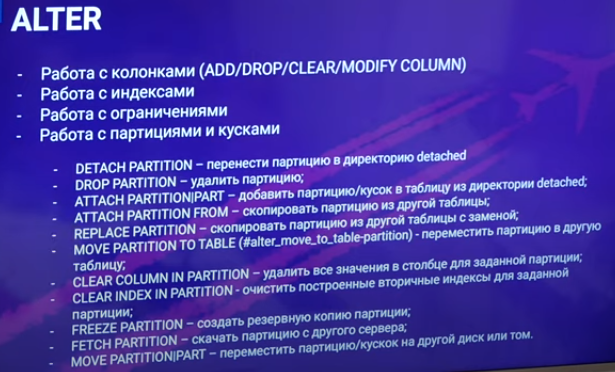 ALTER
- Работа с колонками (ADD/DROP/CLEAR/MODIFY COLUMN)
- Работа с индексами
- Работа с ограничениями
- Работа с партициями и кусками
- DETACH PARTITION – перенести партицию в директорию detached
- DROP PARTITION – удалить партицию;
- ATTACH PARTITION|PART – добавить партицию/кусок в таблицу из директории detached;
- ATTACH PARTITION FROM – скопировать партицию из другой таблицы;
- REPLACE PARTITION – скопировать партицию из другой таблицы с заменой;
- MOVE PARTITION TO TABLE (#alter_move_to_table-partition) - переместить партицию в другую
таблицу;
- CLEAR COLUMN IN PARTITION – удалить все значения в столбце для заданной партиции;
- CLEAR INDEX IN PARTITION - очистить построенные вторичные индексы для заданной
партиции;
- FREEZE PARTITION – создать резервную копию партиции;
- FETCH PARTITION – скачать партицию с другого сервера;
- MOVE PARTITION|PART – переместить партицию/кускок на другой диск или том.